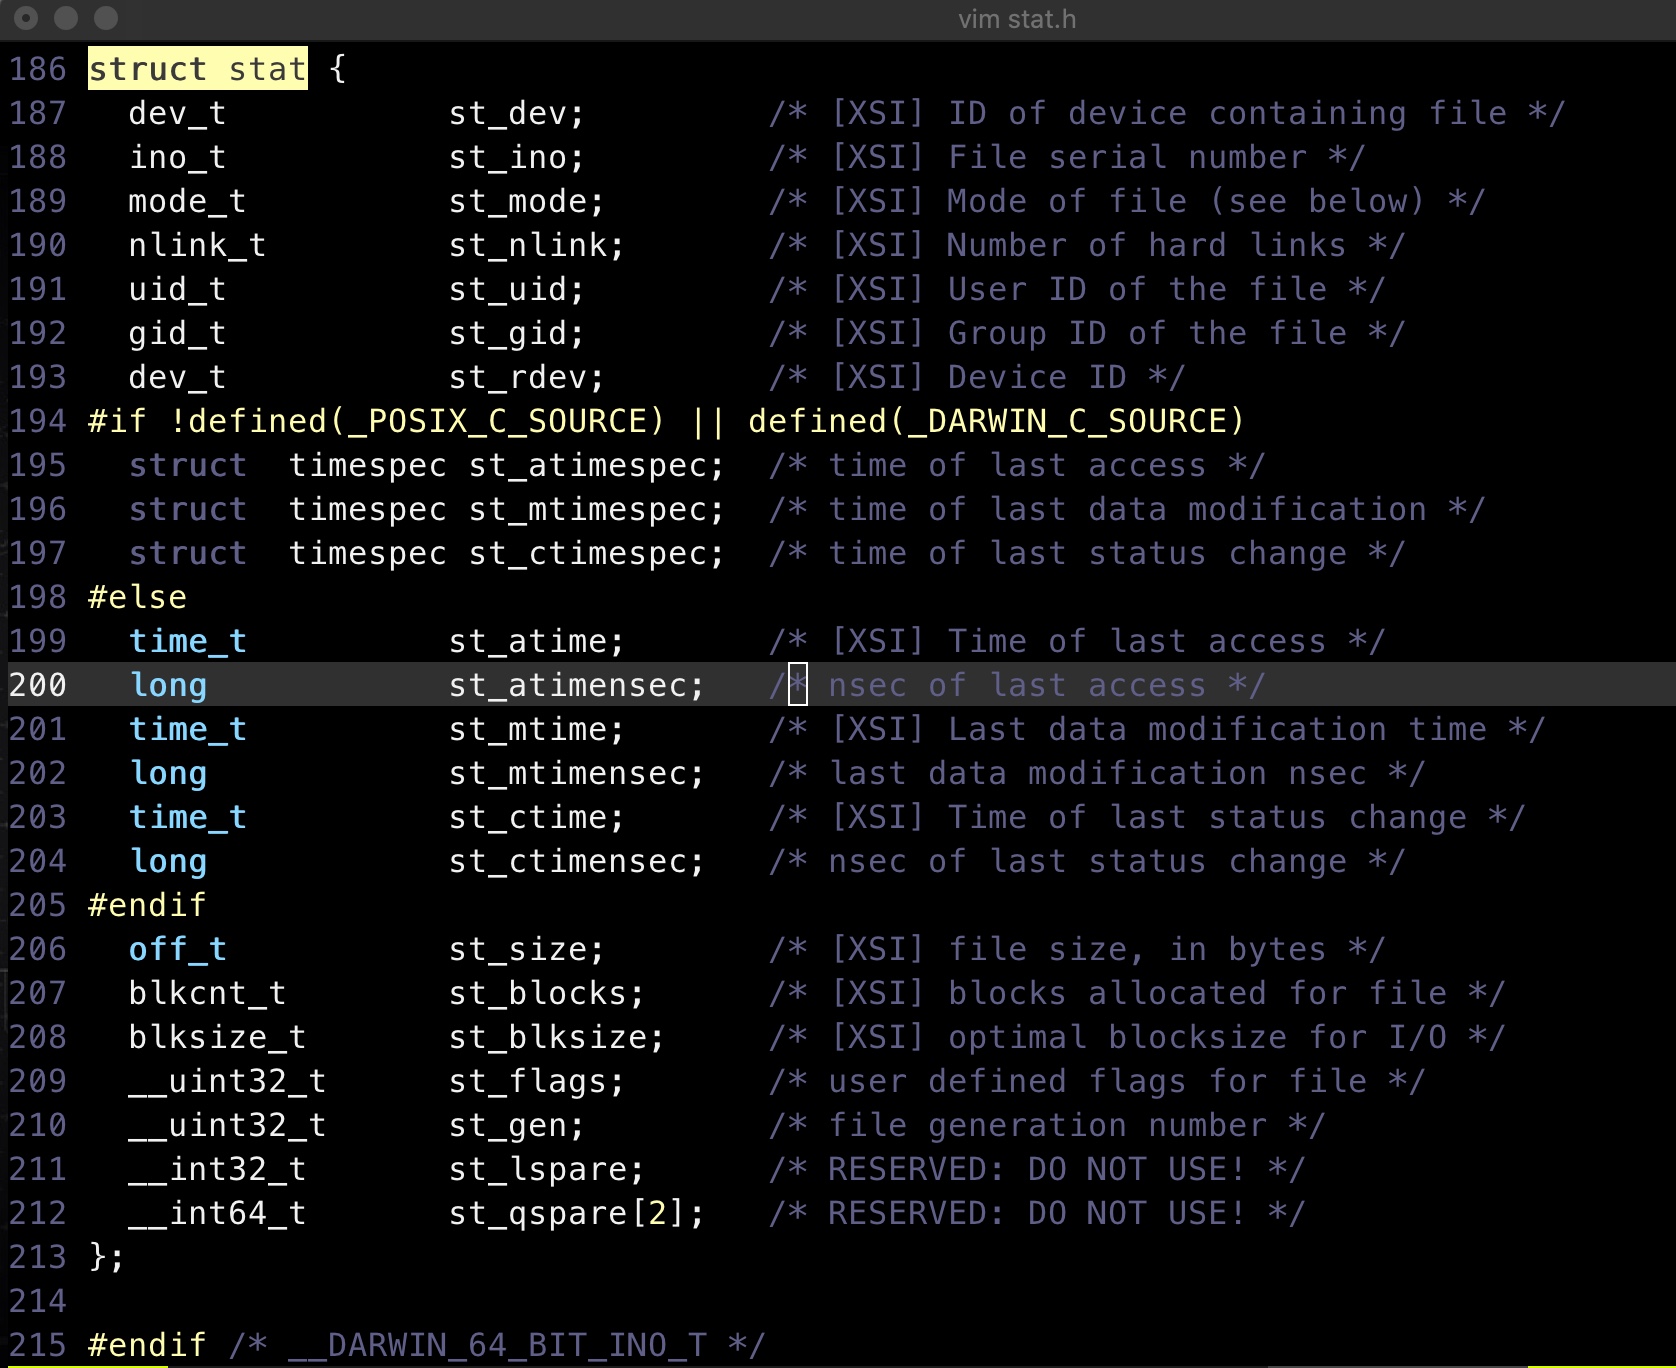 vim stat.h
186 struct stat {
187   dev_t           st_dev;         /* [XSI] ID of device containing file */
188   ino_t           st_ino;         /* [XSI] File serial number */
189   mode_t          st_mode;        /* [XSI] Mode of file (see below) */
190   nlink_t         st_nlink;       /* [XSI] Number of hard links */
191   uid_t           st_uid;         /* [XSI] User ID of the file */
192   gid_t           st_gid;         /* [XSI] Group ID of the file */
193   dev_t           st_rdev;        /* [XSI] Device ID */
194 #if !defined(_POSIX_C_SOURCE) || defined(_DARWIN_C_SOURCE)
195   struct  timespec st_atimespec;  /* time of last access */
196   struct  timespec st_mtimespec;  /* time of last data modification */
197   struct  timespec st_ctimespec;  /* time of last status change */
198 #else
199   time_t          st_atime;       /* [XSI] Time of last access */
200   long            st_atimensec;   /* nsec of last access */
201   time_t          st_mtime;       /* [XSI] Last data modification time */
202   long            st_mtimensec;   /* last data modification nsec */
203   time_t          st_ctime;       /* [XSI] Time of last status change */
204   long            st_ctimensec;   /* nsec of last status change */
205 #endif
206   off_t           st_size;        /* [XSI] file size, in bytes */
207   blkcnt_t        st_blocks;      /* [XSI] blocks allocated for file */
208   blksize_t       st_blksize;     /* [XSI] optimal blocksize for I/O */
209   __uint32_t      st_flags;       /* user defined flags for file */
210   __uint32_t      st_gen;         /* file generation number */
211   __int32_t       st_lspare;      /* RESERVED: DO NOT USE! */
212   __int64_t       st_qspare[2];   /* RESERVED: DO NOT USE! */
213 };
214
215 #endif /* __DARWIN_64_BIT_INO_T */